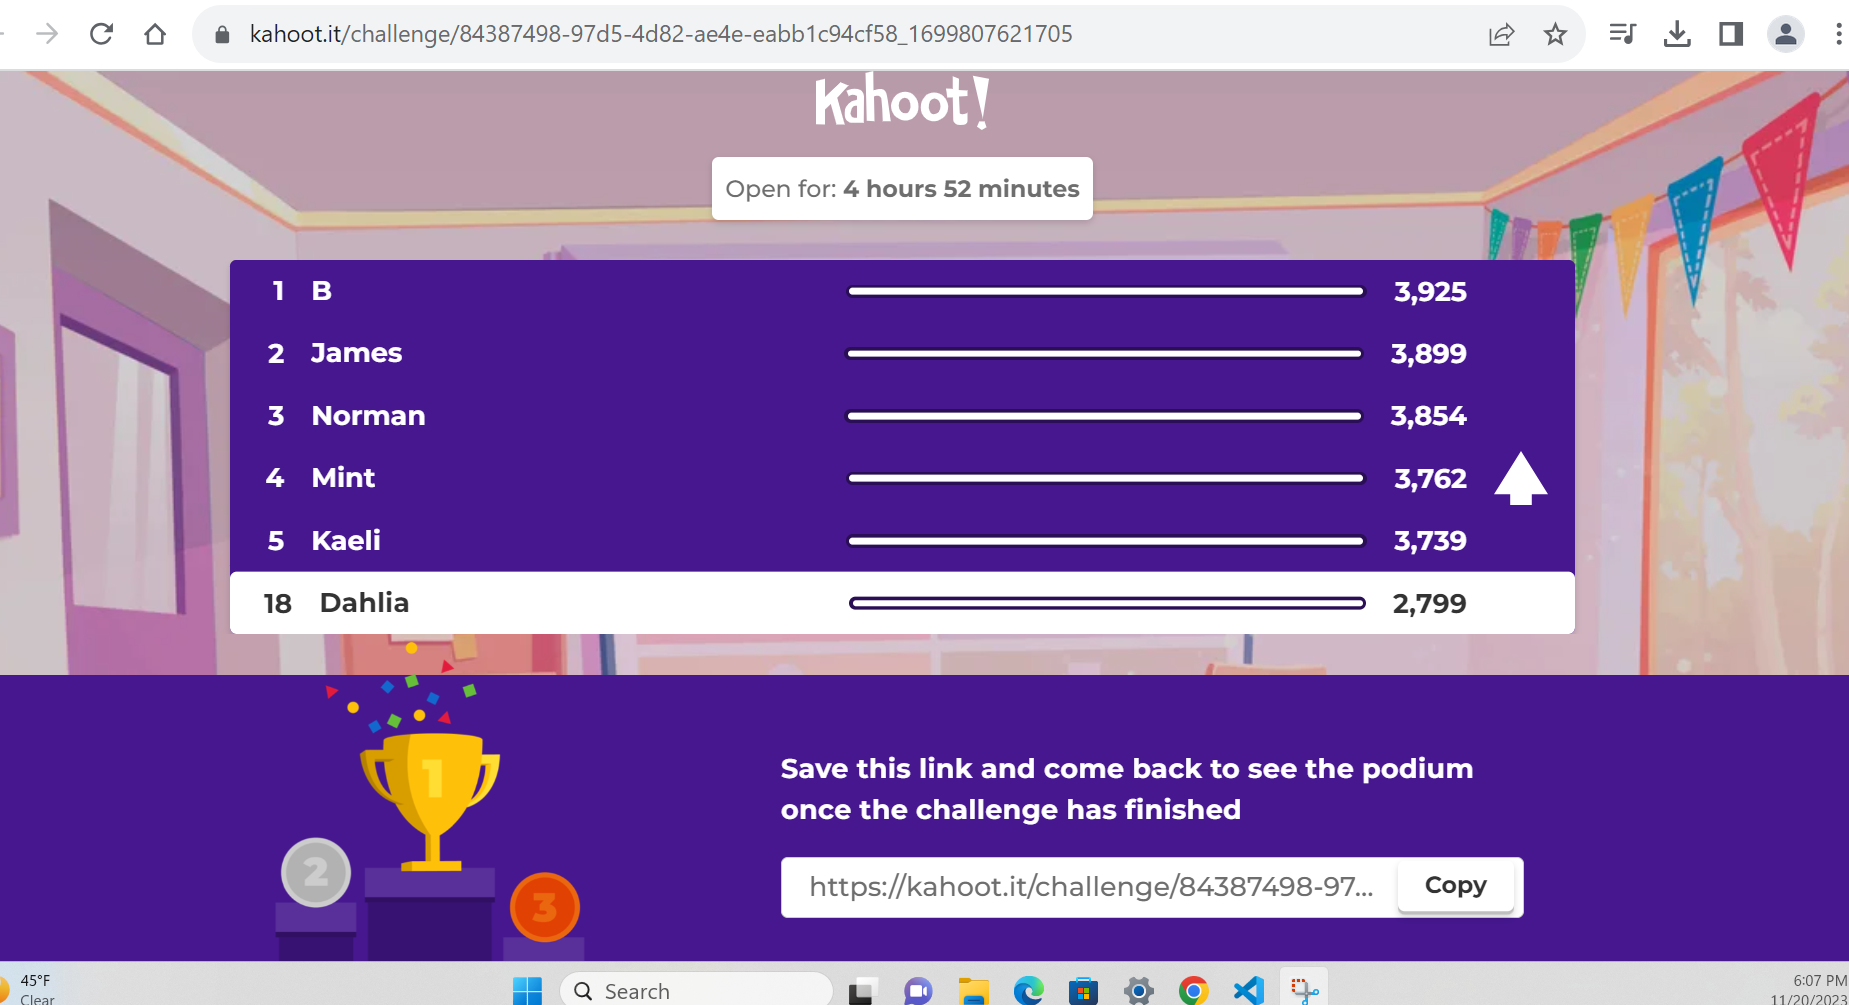 kahoot.it/challenge/84387498-97d5-4d82-ae4e-eabb1c94cf58_1699807621705
Kahoot!
Open for: 4 hours 52 minutes
1 B 3,925
2 James 3,899
3 Norman 3,854
4 Mint 3,762
5 Kaeli 3,739
18 Dahlia 2,799
1
2
3
Save this link and come back to see the podium
once the challenge has finished
https://kahoot.it/challenge/84387498-97... Copy
45°F
Clear
Search
6:07 PM
11/20/2023